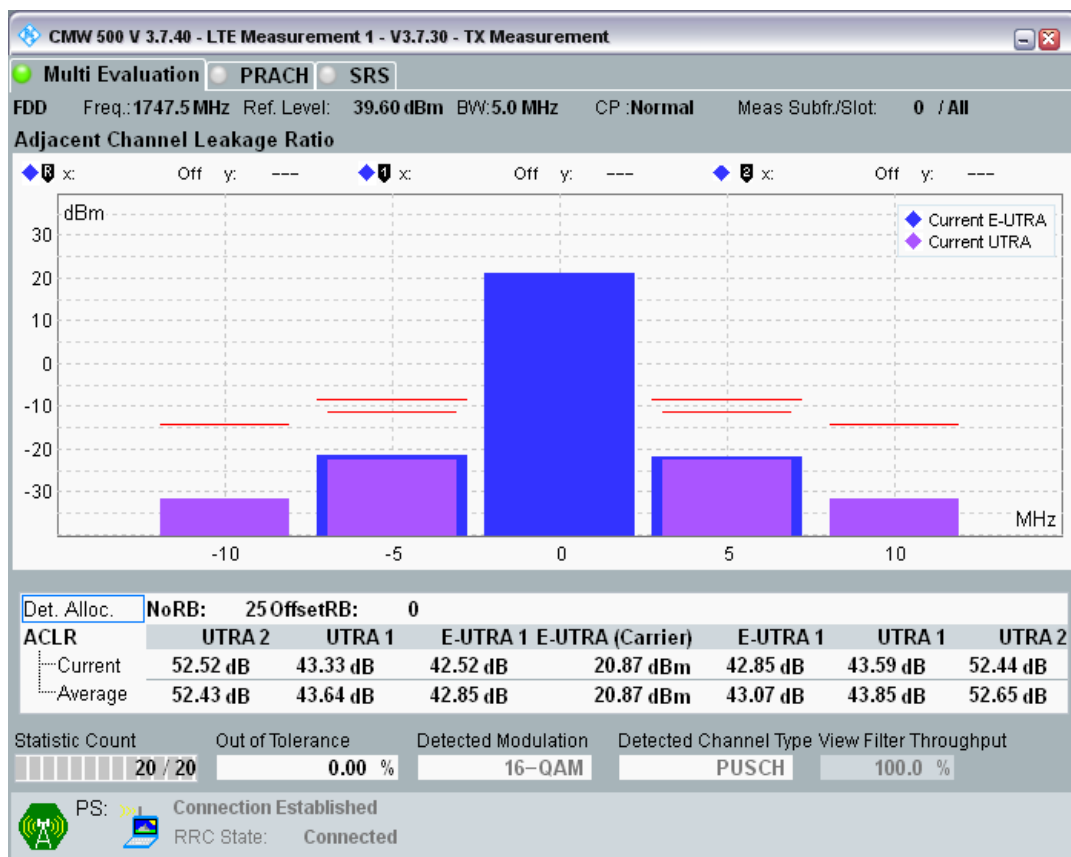 CMW 500 V 3.7.40 - LTE Measurement 1 - V3.7.30 - TX Measurement
Multi Evaluation PRACH SRS
FDD Freq.: 1747.5 MHz Ref. Level: 39.60 dBm BW: 5.0 MHz CP : Normal Meas Subfr./Slot: 0 / All
Adjacent Channel Leakage Ratio
R x: Off y: --- 1 x: Off y: --- 2 x: Off y: ---
dBm
Current E-UTRA
Current UTRA
30
20
10
0
-10
-20
-30
MHz
-10 -5 0 5 10
Det. Alloc. NoRB: 25 OffsetRB: 0
ACLR UTRA 2 UTRA 1 E-UTRA 1 E-UTRA (Carrier) E-UTRA 1 UTRA 1 UTRA 2
Current 52.52 dB 43.33 dB 42.52 dB 20.87 dBm 42.85 dB 43.59 dB 52.44 dB
Average 52.43 dB 43.64 dB 42.85 dB 20.87 dBm 43.07 dB 43.85 dB 52.65 dB
Statistic Count Out of Tolerance Detected Modulation Detected Channel Type View Filter Throughput
20 / 20 0.00 % 16-QAM PUSCH 100.0 %
PS: Connection Established
RRC State: Connected